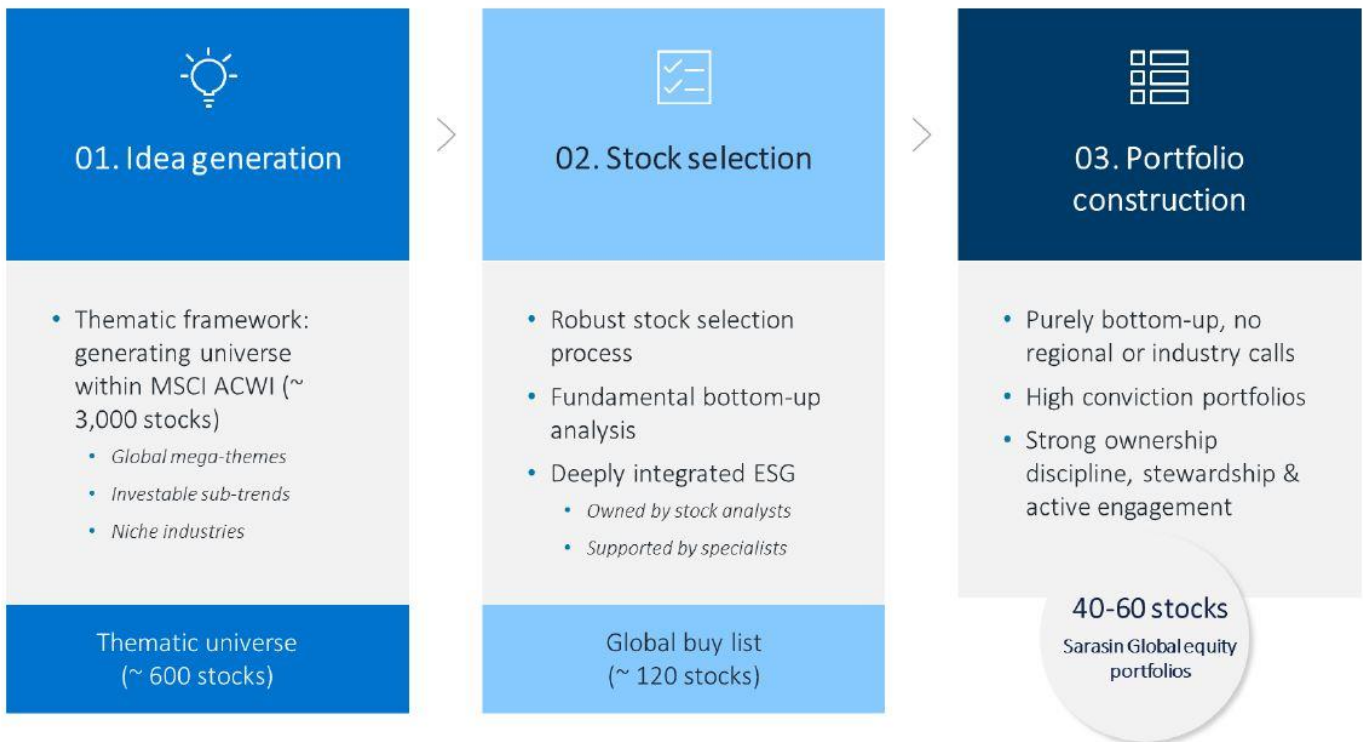 01. Idea generation
• Thematic framework:
generating universe
within MSCI ACWI (~
3,000 stocks)
• Global mega-themes
• Investable sub-trends
• Niche industries
Thematic universe
(~ 600 stocks)
02. Stock selection
• Robust stock selection
process
• Fundamental bottom-up
analysis
• Deeply integrated ESG
• Owned by stock analysts
• Supported by specialists
Global buy list
(~ 120 stocks)
03. Portfolio
construction
• Purely bottom-up, no
regional or industry calls
• High conviction portfolios
• Strong ownership
discipline, stewardship &
active engagement
40-60 stocks
Sarasin Global equity
portfolios